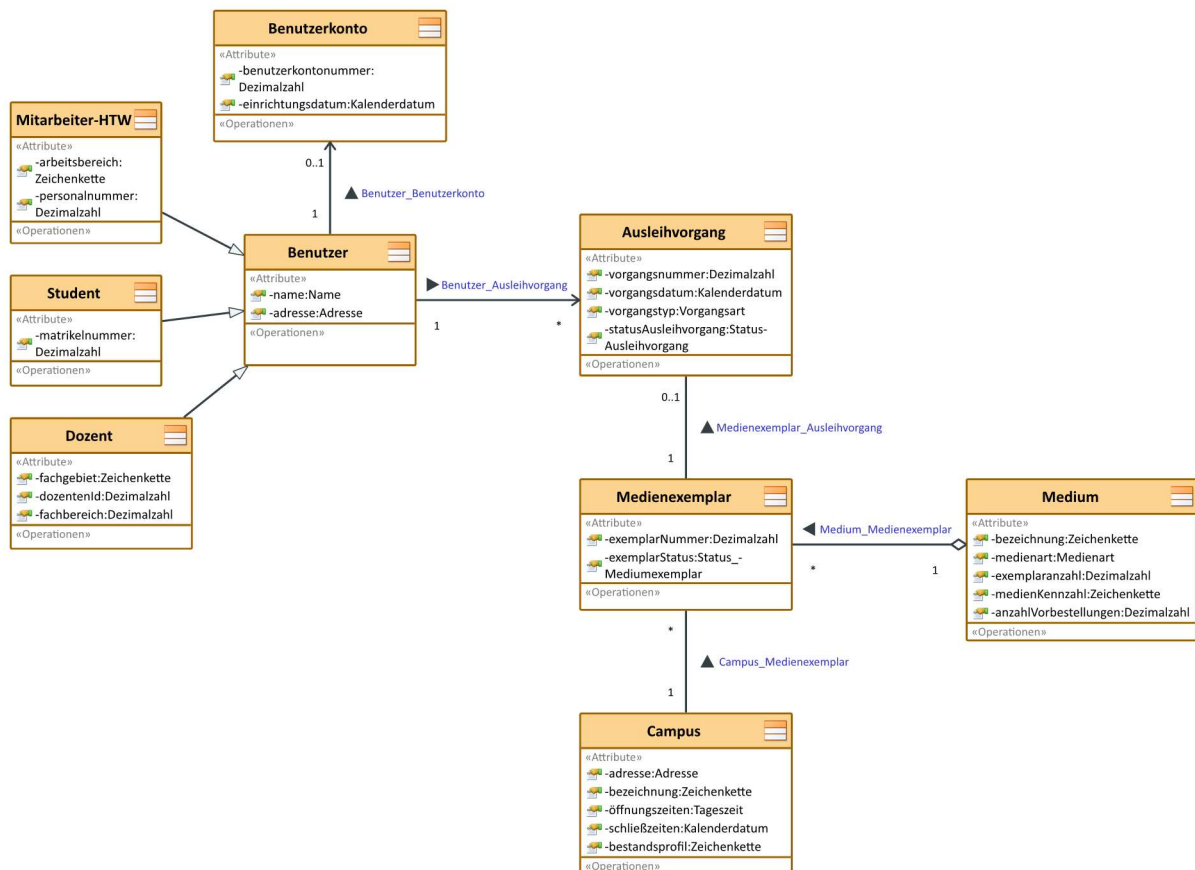 Benutzerkonto
«Attribute»
-benutzerkontonummer:
Dezimalzahl
-einrichtungsdatum:Kalenderdatum
«Operationen»
Mitarbeiter-HTW
«Attribute»
-arbeitsbereich:
Zeichenkette
-personalnummer:
Dezimalzahl
«Operationen»
0..1
Benutzer_Benutzerkonto
1
Benutzer
«Attribute»
-name:Name
-adresse:Adresse
«Operationen»
Student
«Attribute»
-matrikelnummer:
Dezimalzahl
«Operationen»
Dozent
«Attribute»
-fachgebiet:Zeichenkette
-dozentenId:Dezimalzahl
-fachbereich:Dezimalzahl
«Operationen»
Benutzer_Ausleihvorgang
1
*
Ausleihvorgang
«Attribute»
-vorgangsnummer:Dezimalzahl
-vorgangsdatum:Kalenderdatum
-vorgangstyp:Vorgangsart
-statusAusleihvorgang:Status-
Ausleihvorgang
«Operationen»
0..1
Medienexemplar_Ausleihvorgang
1
Medienexemplar
«Attribute»
-exemplarNummer:Dezimalzahl
-exemplarStatus:Status_-
Mediumexemplar
«Operationen»
Medium_Medienexemplar
*
1
Medium
«Attribute»
-bezeichnung:Zeichenkette
-medienart:Medienart
-exemplaranzahl:Dezimalzahl
-medienKennzahl:Zeichenkette
-anzahlVorbestellungen:Dezimalzahl
«Operationen»
*
Campus_Medienexemplar
1
Campus
«Attribute»
-adresse:Adresse
-bezeichnung:Zeichenkette
-öffnungszeiten:Tageszeit
-schließzeiten:Kalenderdatum
-bestandsprofil:Zeichenkette
«Operationen»